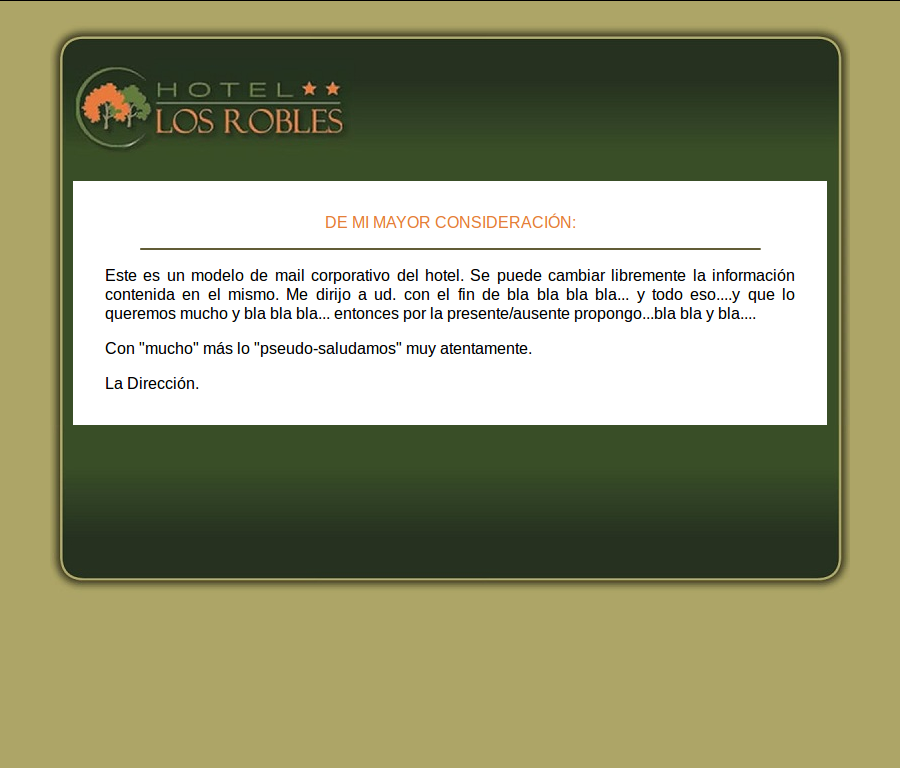 HOTEL
LOS ROBLES
DE MI MAYOR CONSIDERACIÓN:
Este es un modelo de mail corporativo del hotel. Se puede cambiar libremente la información
contenida en el mismo. Me dirijo a ud. con el fin de bla bla bla bla... y todo eso....y que lo
queremos mucho y bla bla bla... entonces por la presente/ausente propongo...bla bla y bla....
Con "mucho" más lo "pseudo-saludamos" muy atentamente.
La Dirección.